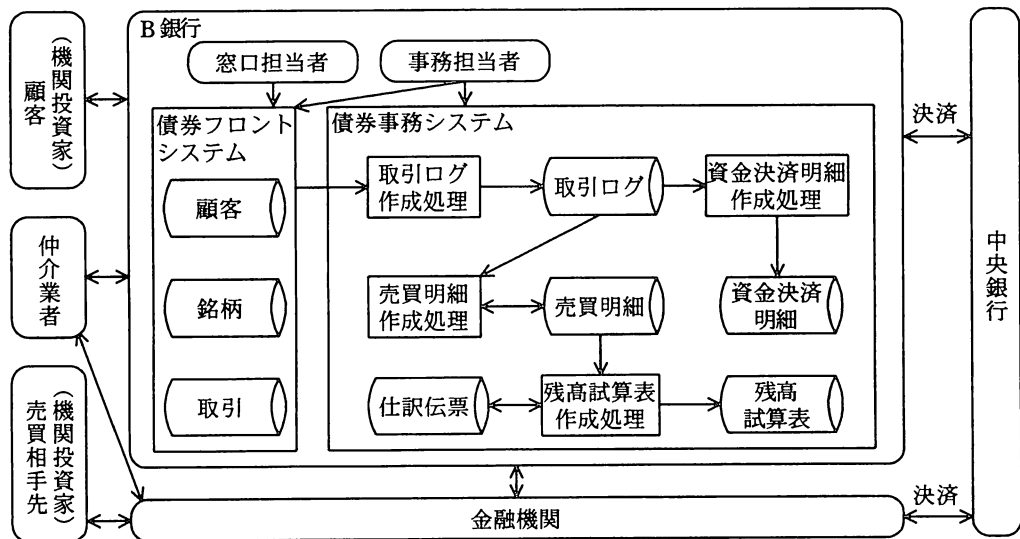 B銀行
窓口担当者
事務担当者
顧客
（機関投資家）
仲介業者
売買相手先
（機関投資家）
債券フロント
システム
顧客
銘柄
取引
債券事務システム
取引ログ
作成処理
取引ログ
資金決済明細
作成処理
売買明細
作成処理
売買明細
資金決済
明細
仕訳伝票
残高試算表
作成処理
残高
試算表
決済
中央銀行
金融機関
決済